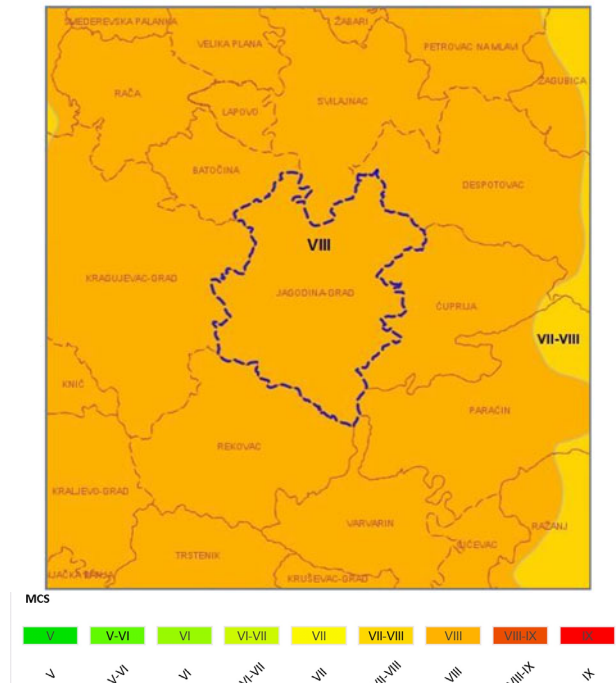 SMEDEREVSKA PALANKA
ŽABARI
VELIKA PLANA
PETROVAC NA MLAVI
ŽAGUBICA
RAČA
LAPOVO
SVILAJNAC
BATOČINA
DESPOTOVAC
VIII
KRAGUJEVAC-GRAD
JAGODINA-GRAD
ĆUPRIJA
VII-VIII
KNIĆ
PARAĆIN
REKOVAC
KRALJEVO-GRAD
VARVARIN
RAŽANJ
ĆIĆEVAC
TRSTENIK
KRUŠEVAC-GRAD
MCS
V V-VI VI VI-VII VII VII-VIII VIII VIII-IX IX
V V-VI VI VI-VII VII VII-VIII VIII VIII-IX IX